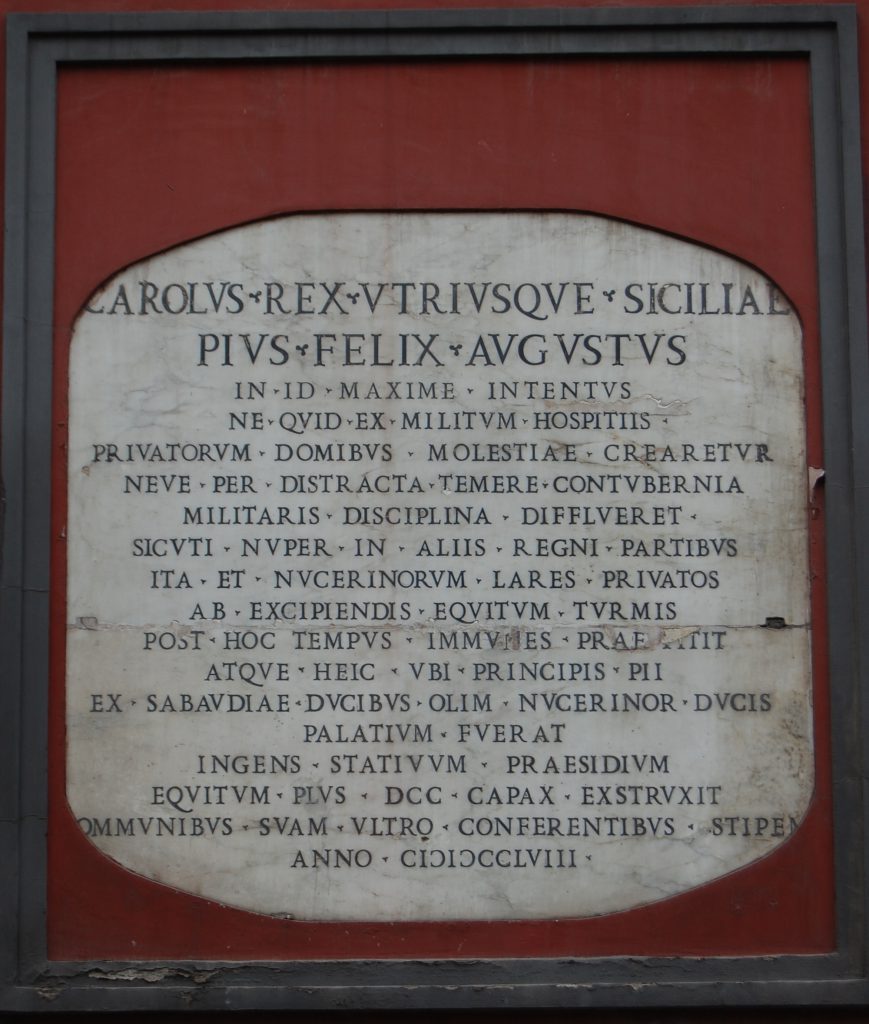 CAROLVS · REX · VTRIVSQVE · SICILIAE
PIVS · FELIX · AVGVSTVS
IN · ID · MAXIME · INTENTVS
NE · QVID · EX · MILITVM · HOSPITIIS ·
PRIVATORVM · DOMIBVS · MOLESTIAE · CREARETVR
NEVE · PER · DISTRACTA · TEMERE · CONTVBERNIA
MILITARIS · DISCIPLINA · DIFFLVERET ·
SICVTI · NVPER · IN · ALIIS · REGNI · PARTIBVS
ITA · ET · NVCERINORVM · LARES · PRIVATOS
AB · EXCIPIENDIS · EQVITVM · TVRMIS
POST · HOC TEMPVS · IMMVNES ·
ATQVE · HEIC · VBI · PRINCIPIS · PII
EX · SABAVDIAE · DVCIBVS · OLIM · NVCERINOR · DVCIS
PALATIVM · FVERAT
INGENS · STATIVVM · PRAESIDIVM
EQVITVM · PLVS · DCC · CAPAX · EXSTRVXIT
OMMVNIBVS · SVAM · VLTRO · CONFERENTIBVS · STIPEN
ANNO · CIↃIↃCCLVIII ·